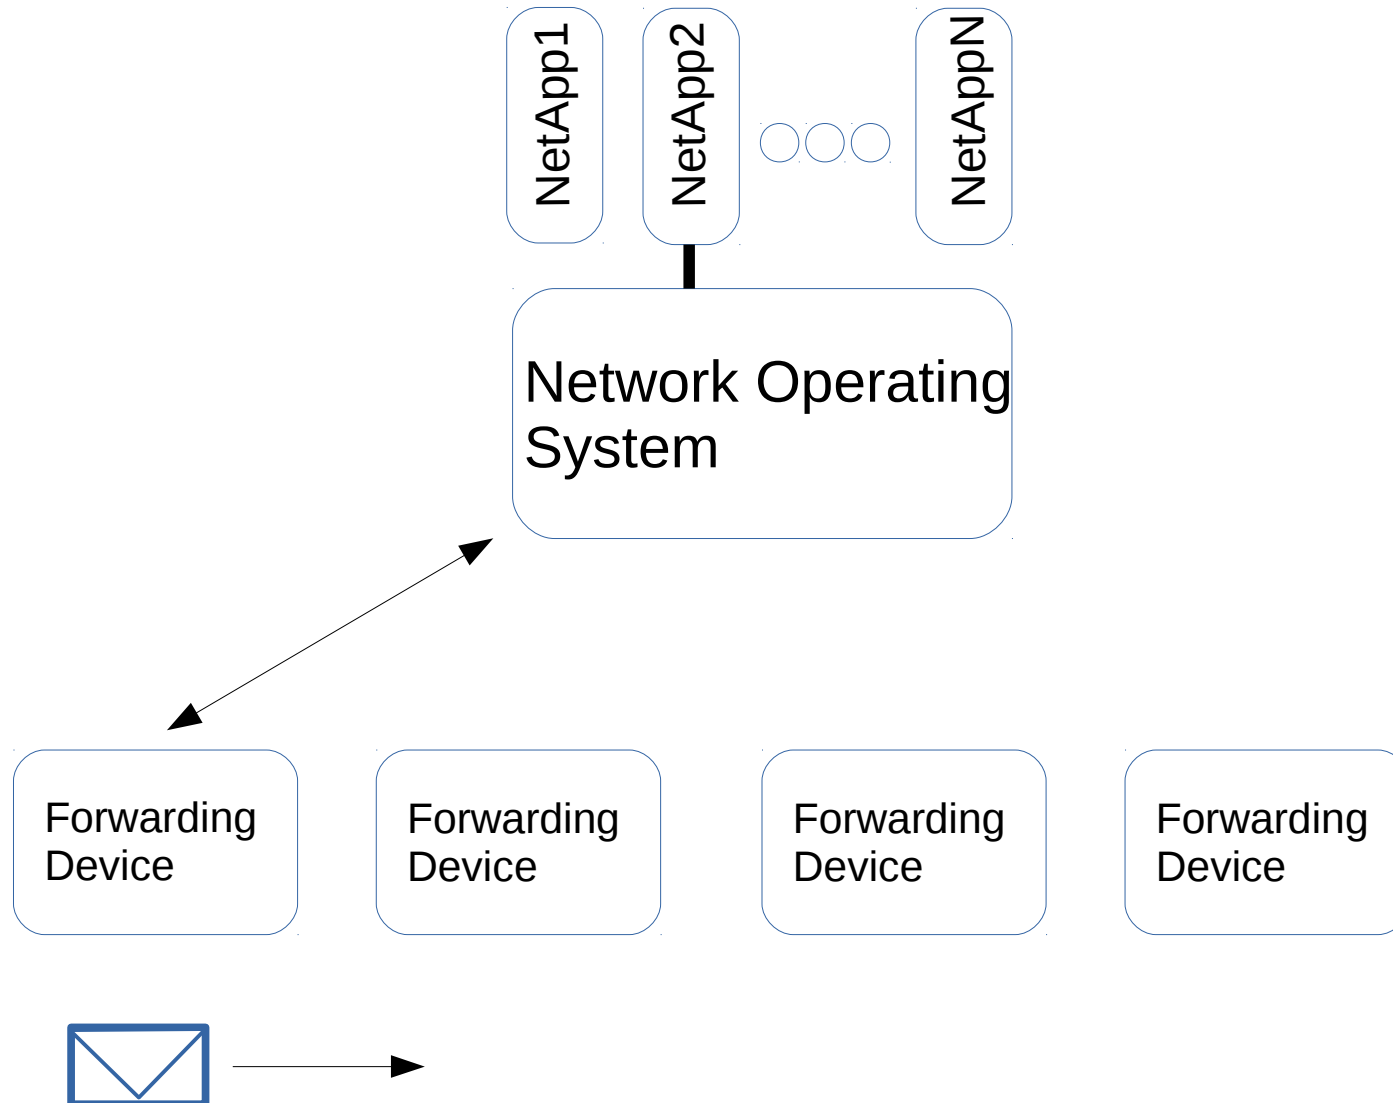 NetApp1
NetApp2
NetAppN
Network Operating
System
Forwarding
Device
Forwarding
Device
Forwarding
Device
Forwarding
Device